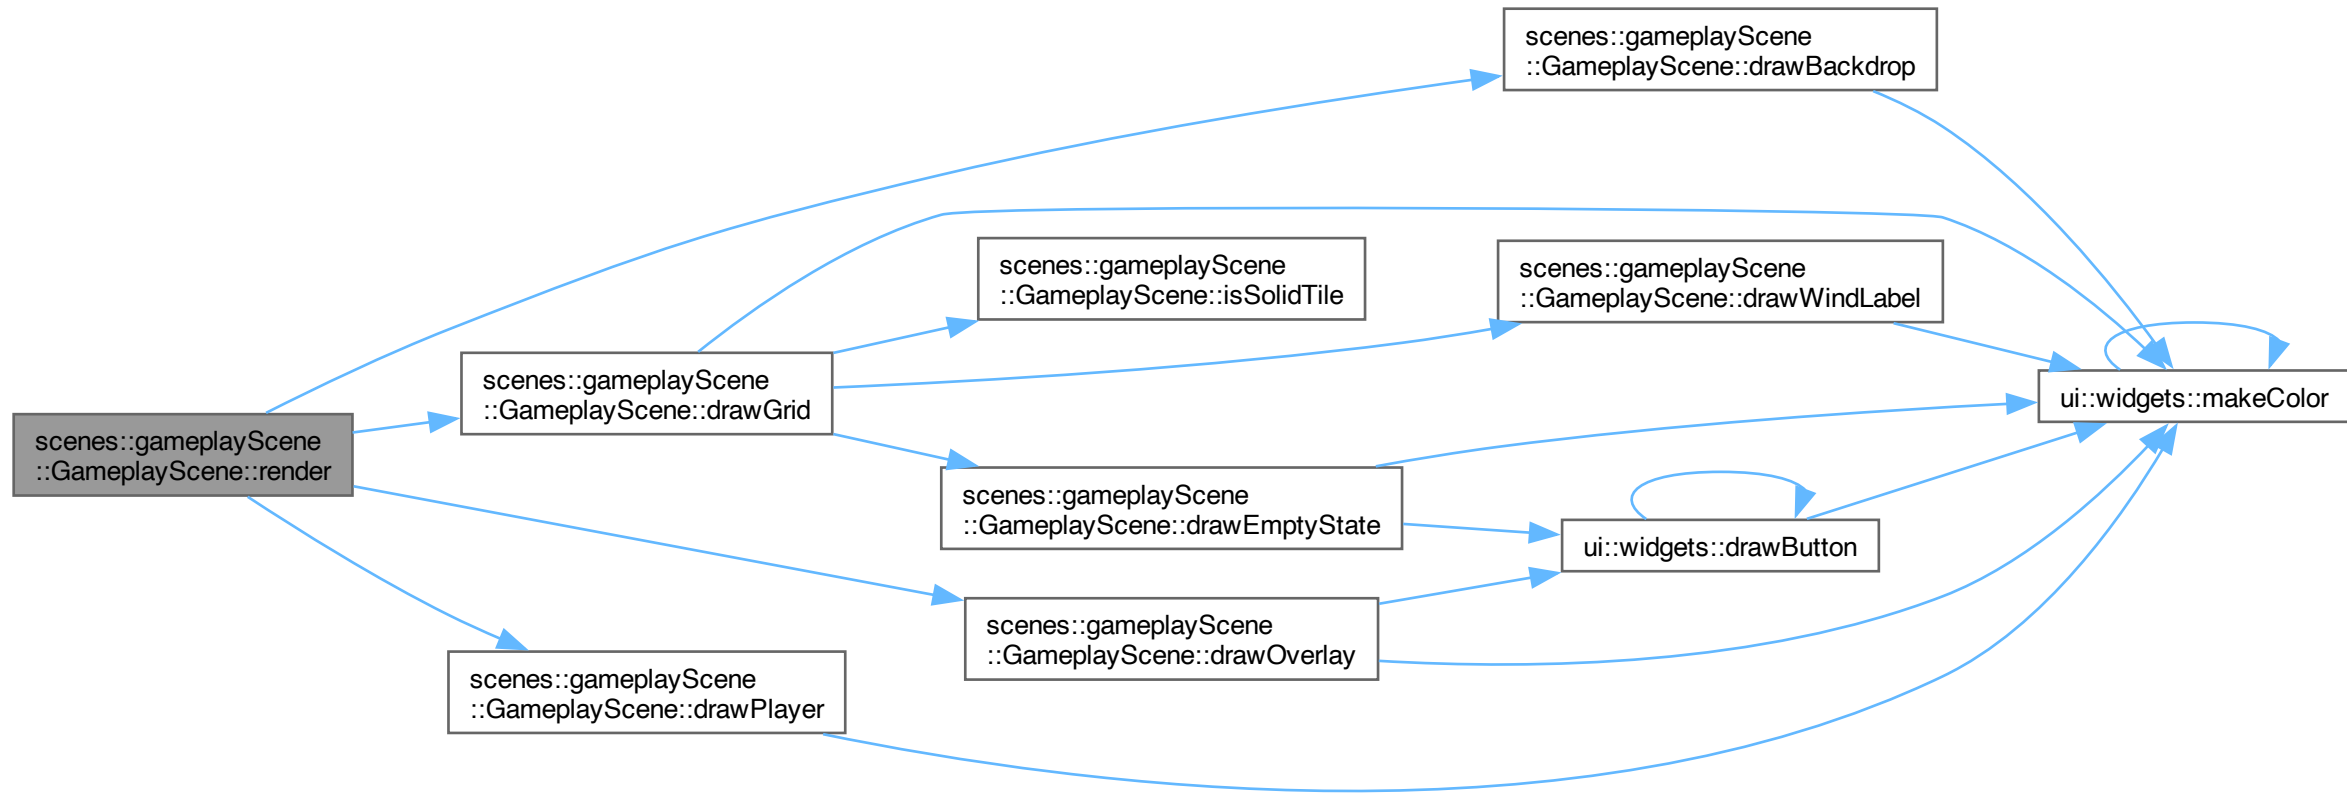 scenes::gameplayScene
::GameplayScene::drawBackdrop
scenes::gameplayScene
::GameplayScene::isSolidTile
scenes::gameplayScene
::GameplayScene::drawWindLabel
scenes::gameplayScene
::GameplayScene::drawGrid
ui::widgets::makeColor
scenes::gameplayScene
::GameplayScene::render
scenes::gameplayScene
::GameplayScene::drawEmptyState
ui::widgets::drawButton
scenes::gameplayScene
::GameplayScene::drawOverlay
scenes::gameplayScene
::GameplayScene::drawPlayer